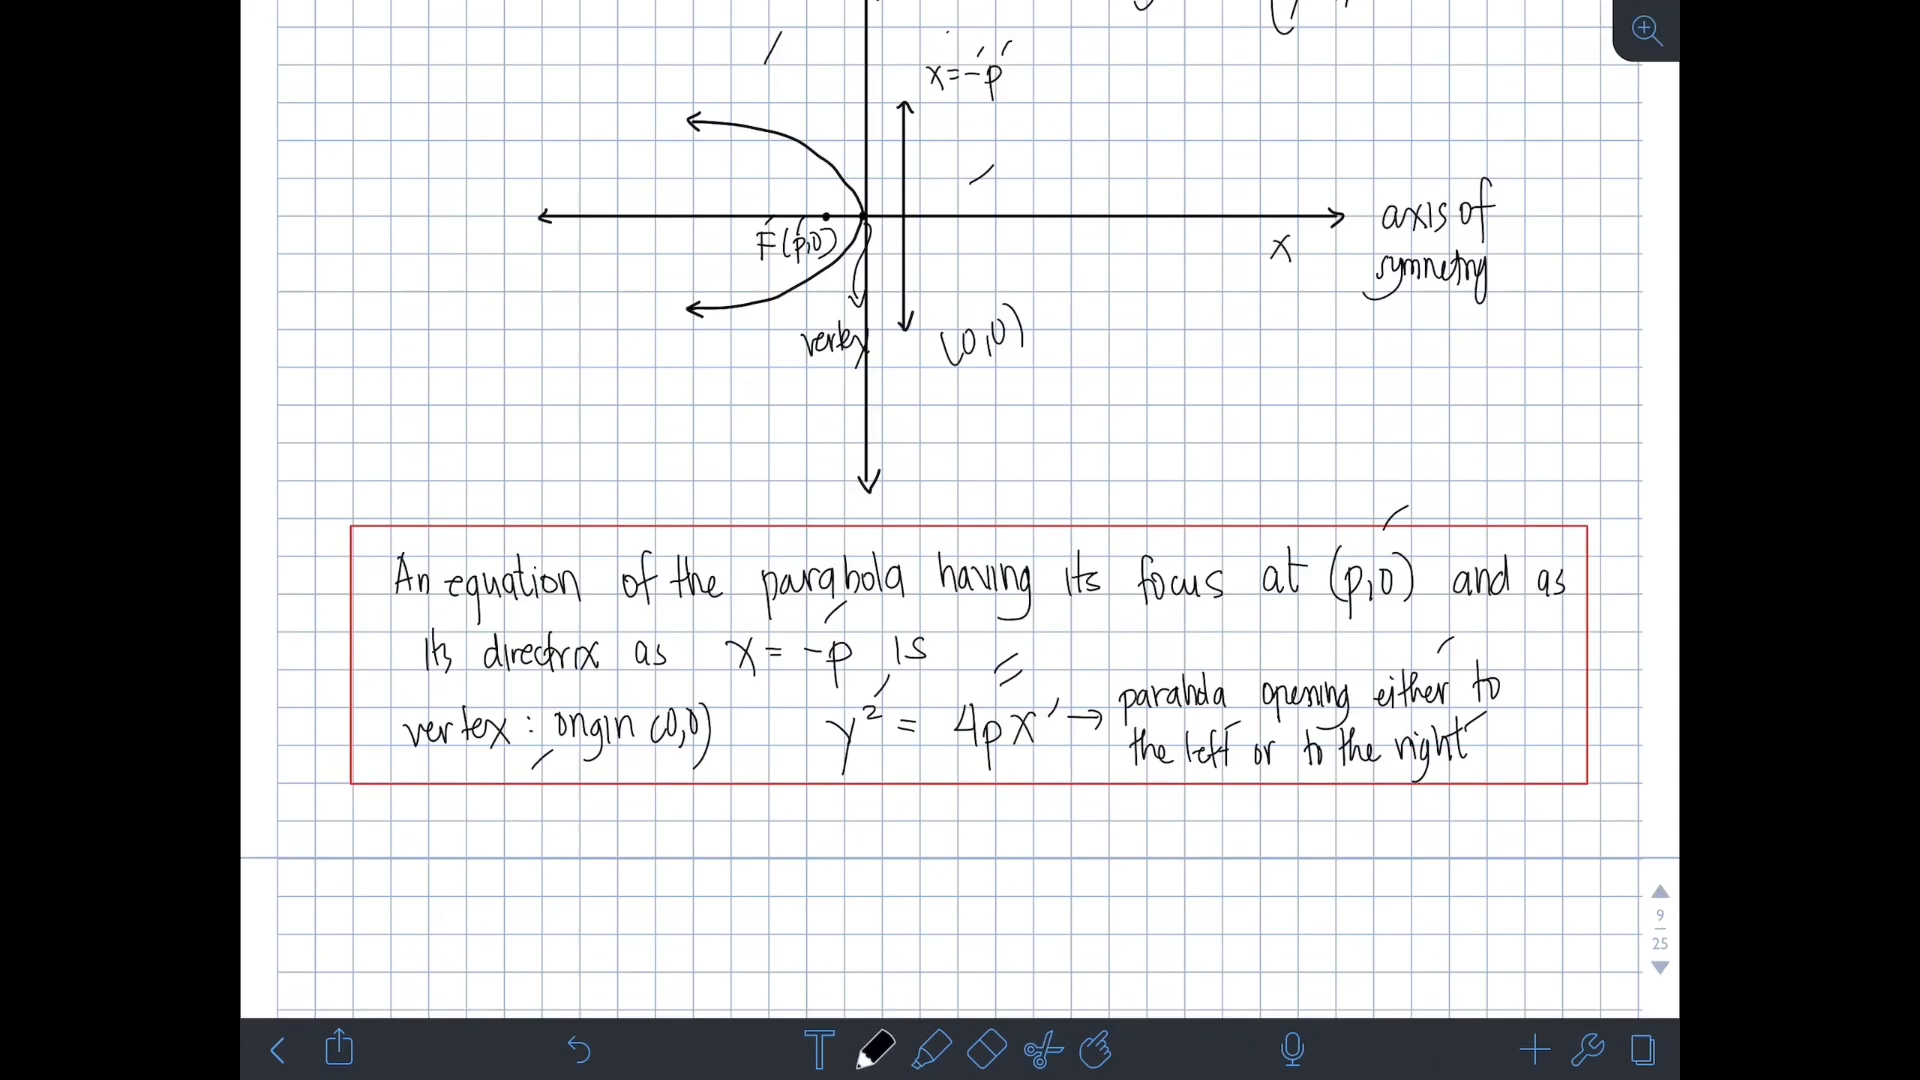 x=-p
F(p,0)
x
axis of
symmetry
vertex
(0,0)
An equation of the parabola having its focus at (p,0) and as
its directrix as x = -p is
parabola opening either to
vertex: origin (0,0) y² = 4px →
the left or to the right
9
25
T